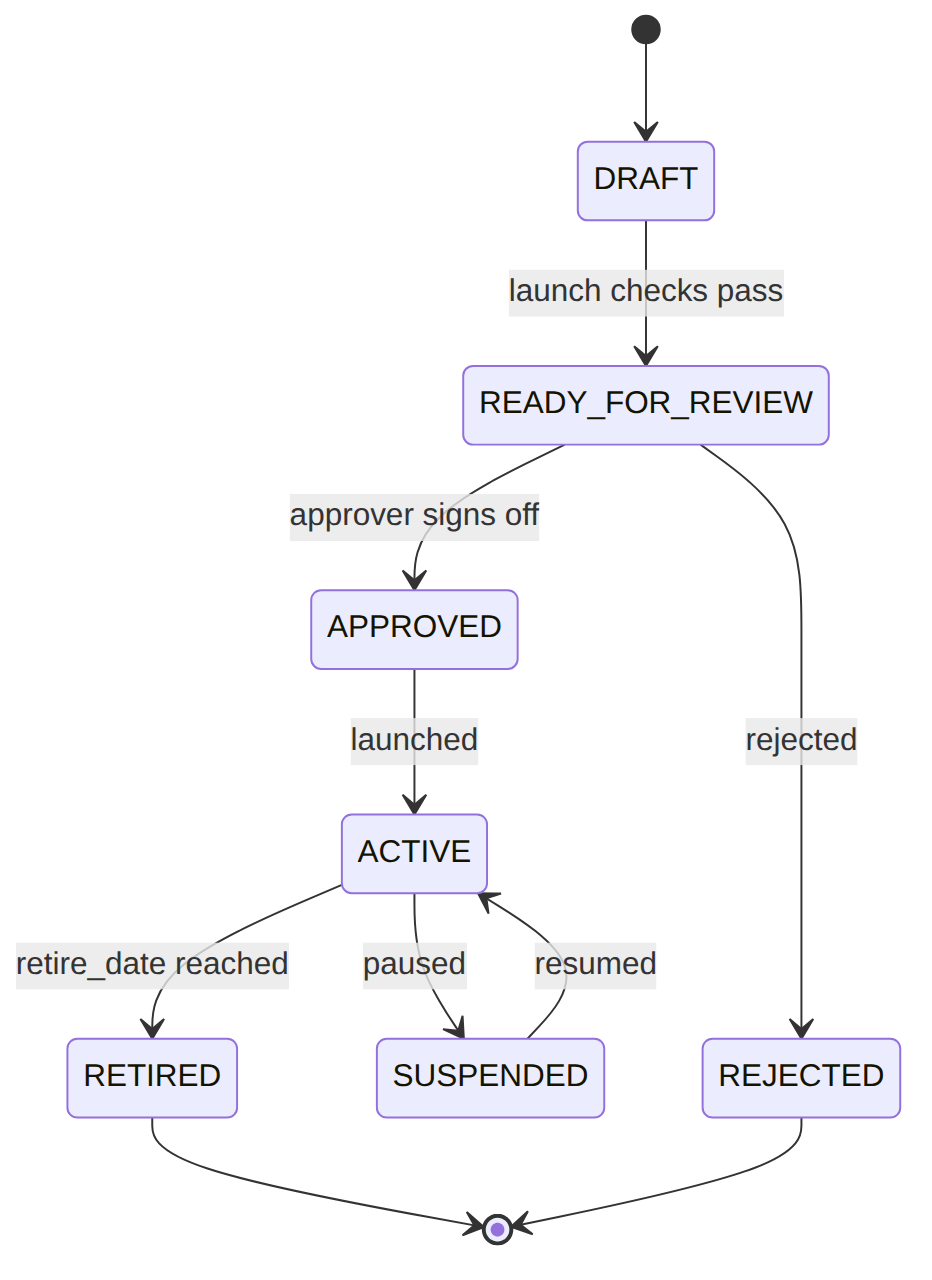 DRAFT
launch checks pass
READY_FOR_REVIEW
approver signs off
APPROVED
launched
rejected
ACTIVE
retire_date reached
paused
resumed
RETIRED
SUSPENDED
REJECTED